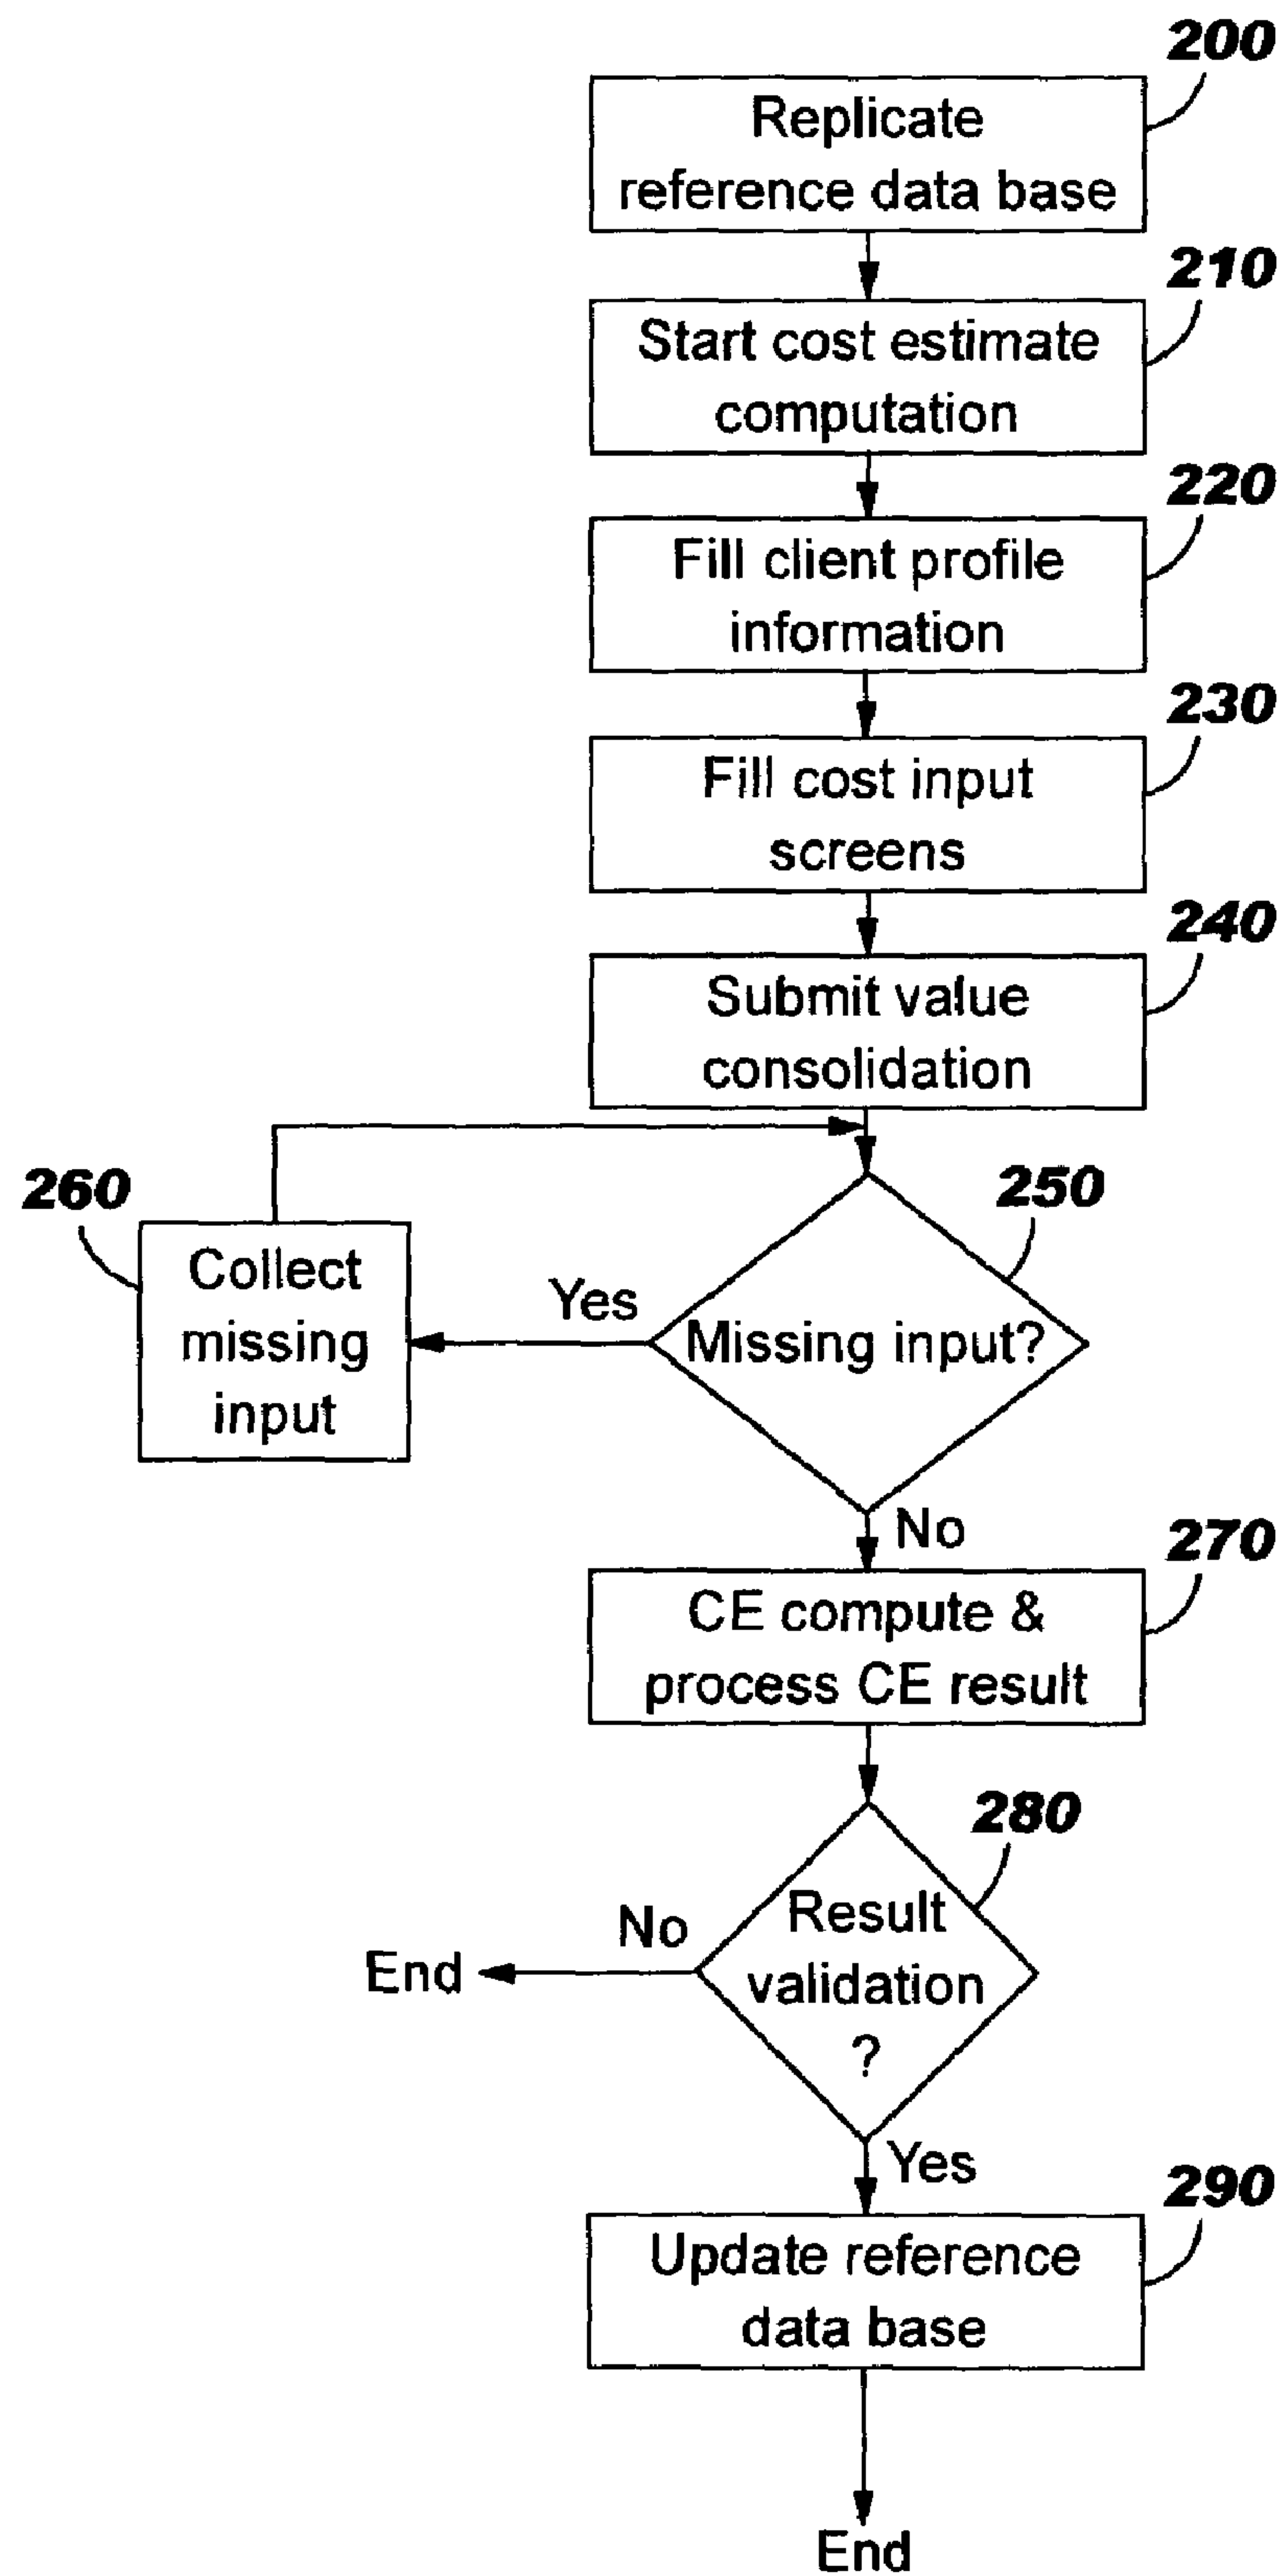 200
Replicate
reference data base
210
Start cost estimate
computation
220
Fill client profile
information
230
Fill cost input
screens
240
Submit value
consolidation
260
250
Collect
missing
input
Yes
Missing input?
No
270
CE compute &
process CE result
280
Result
validation
?
No
End
Yes
290
Update reference
data base
End